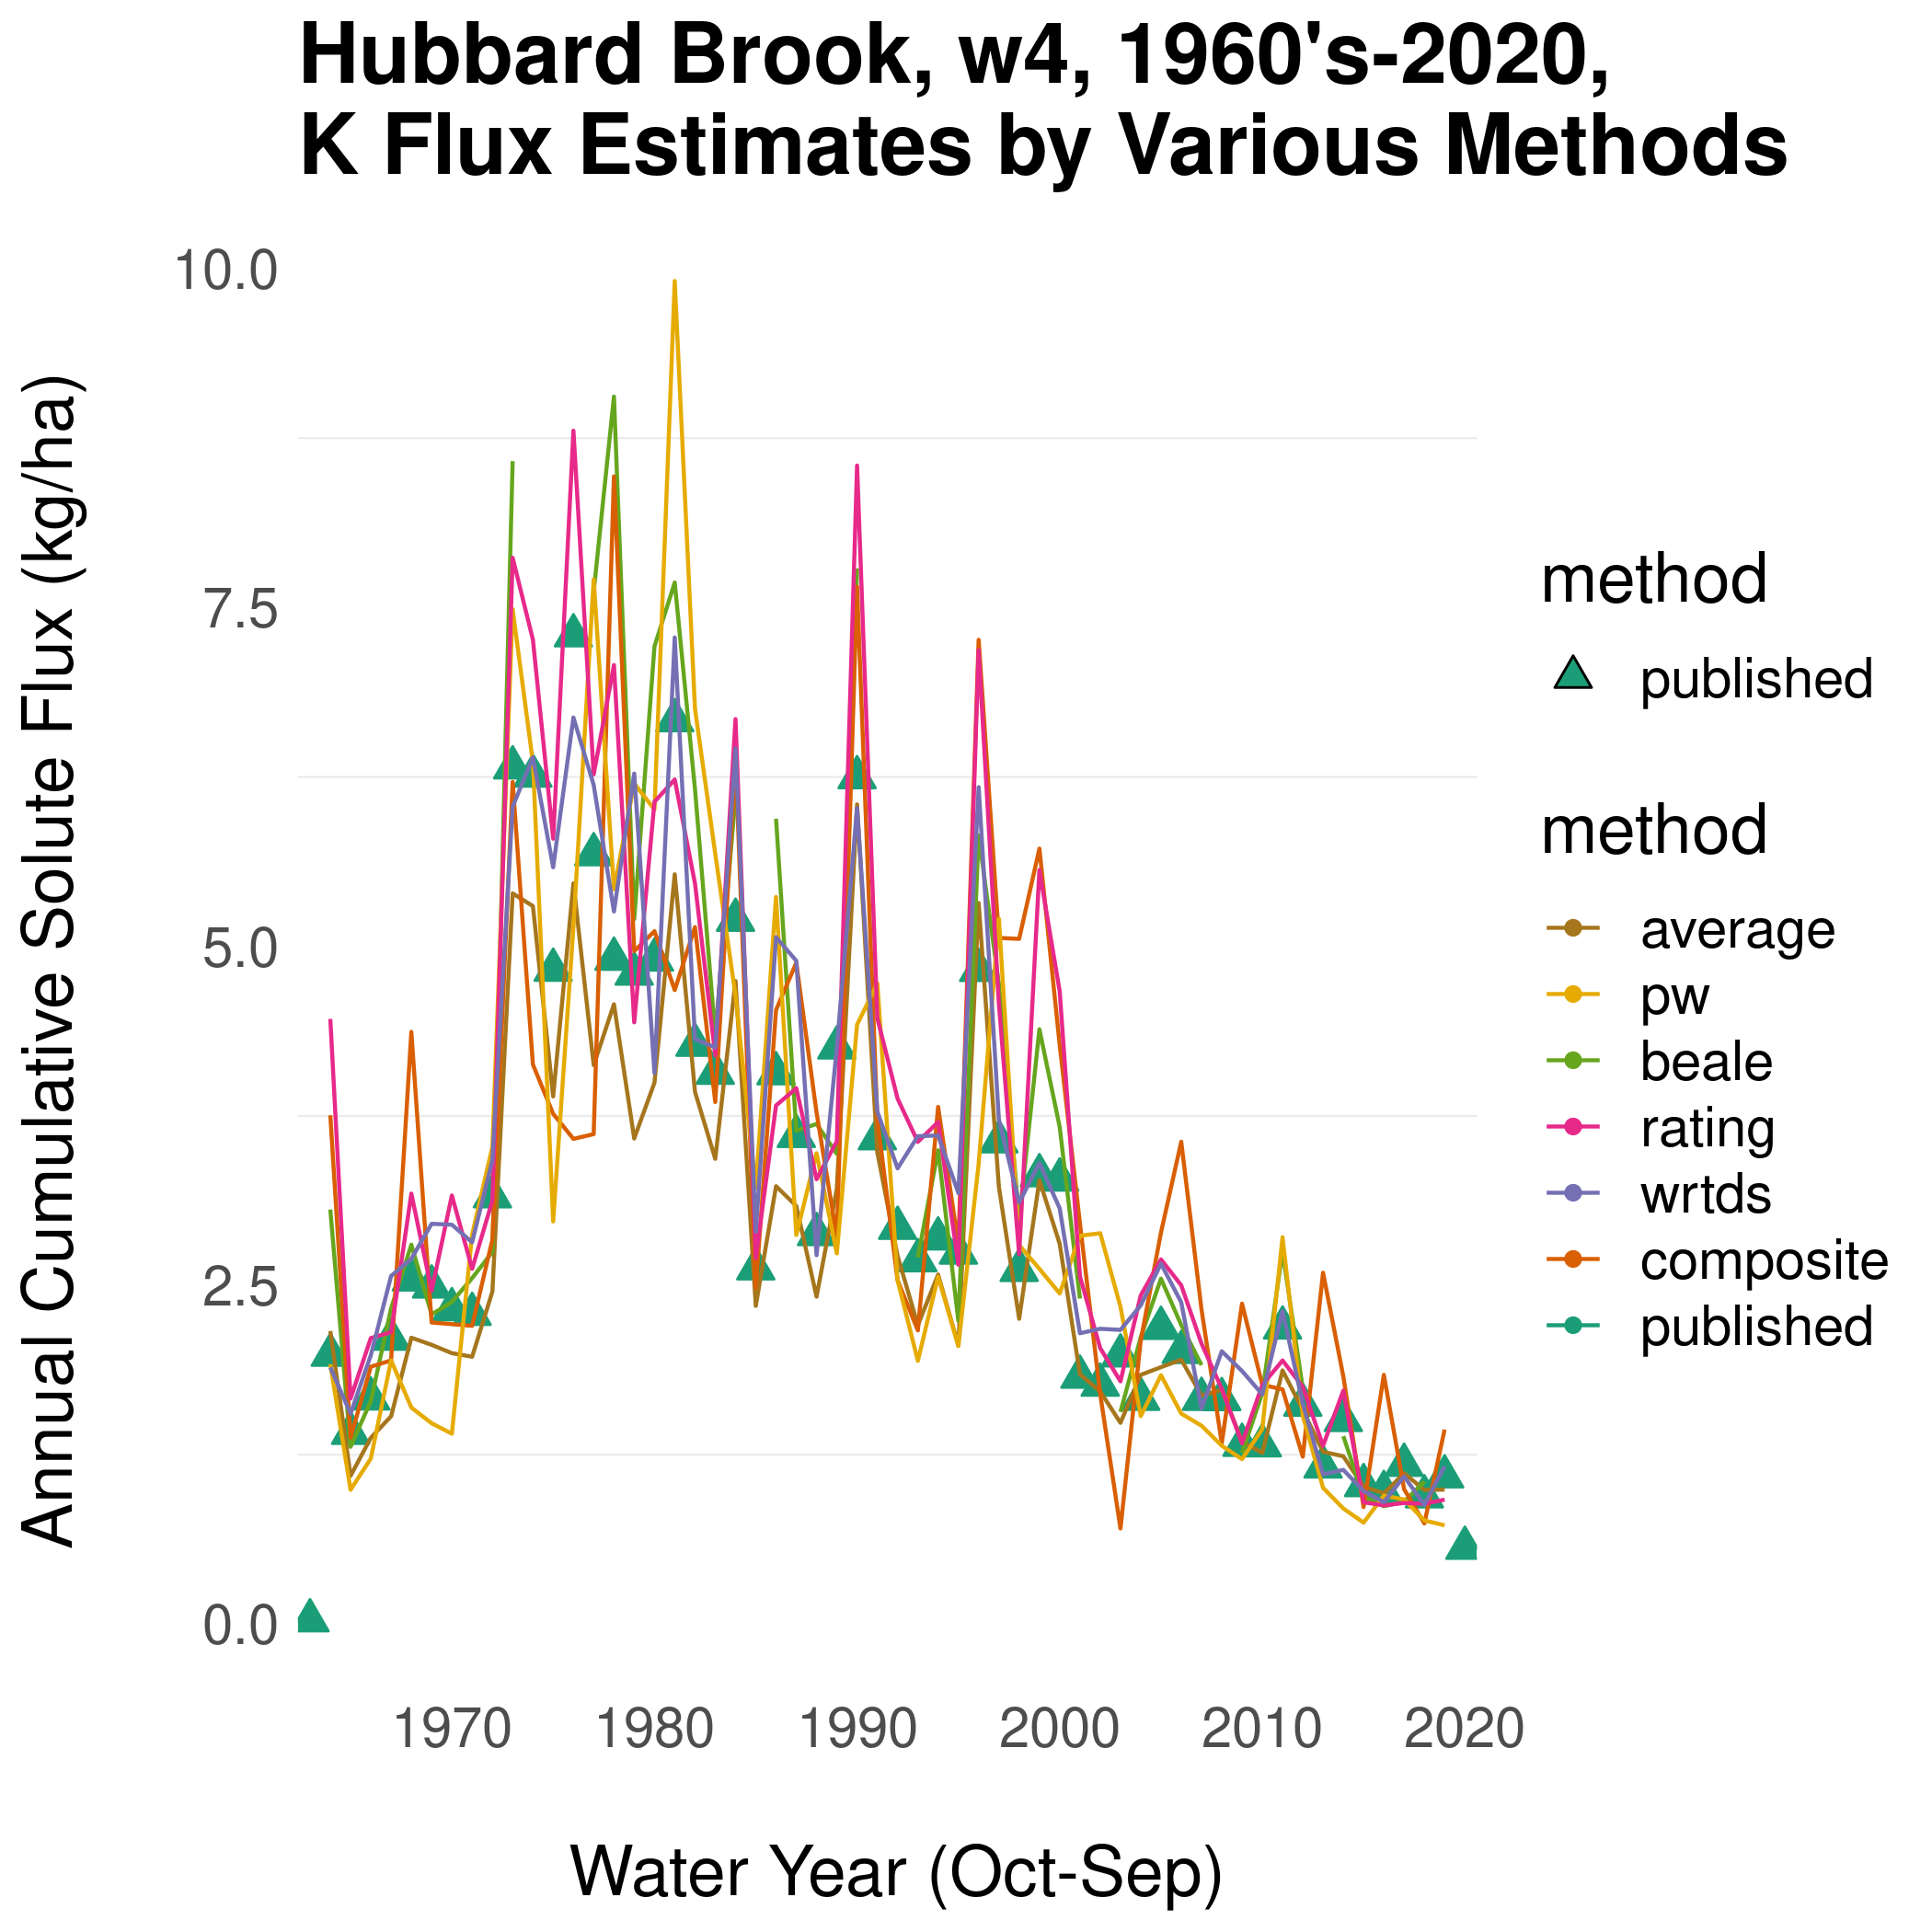 Hubbard Brook, w4, 1960's-2020,
K Flux Estimates by Various Methods
Annual Cumulative Solute Flux (kg/ha)
10.0
7.5
5.0
2.5
0.0
1970
1980
1990
2000
2010
2020
Water Year (Oct-Sep)
method
published
method
average
pw
beale
rating
wrtds
composite
published